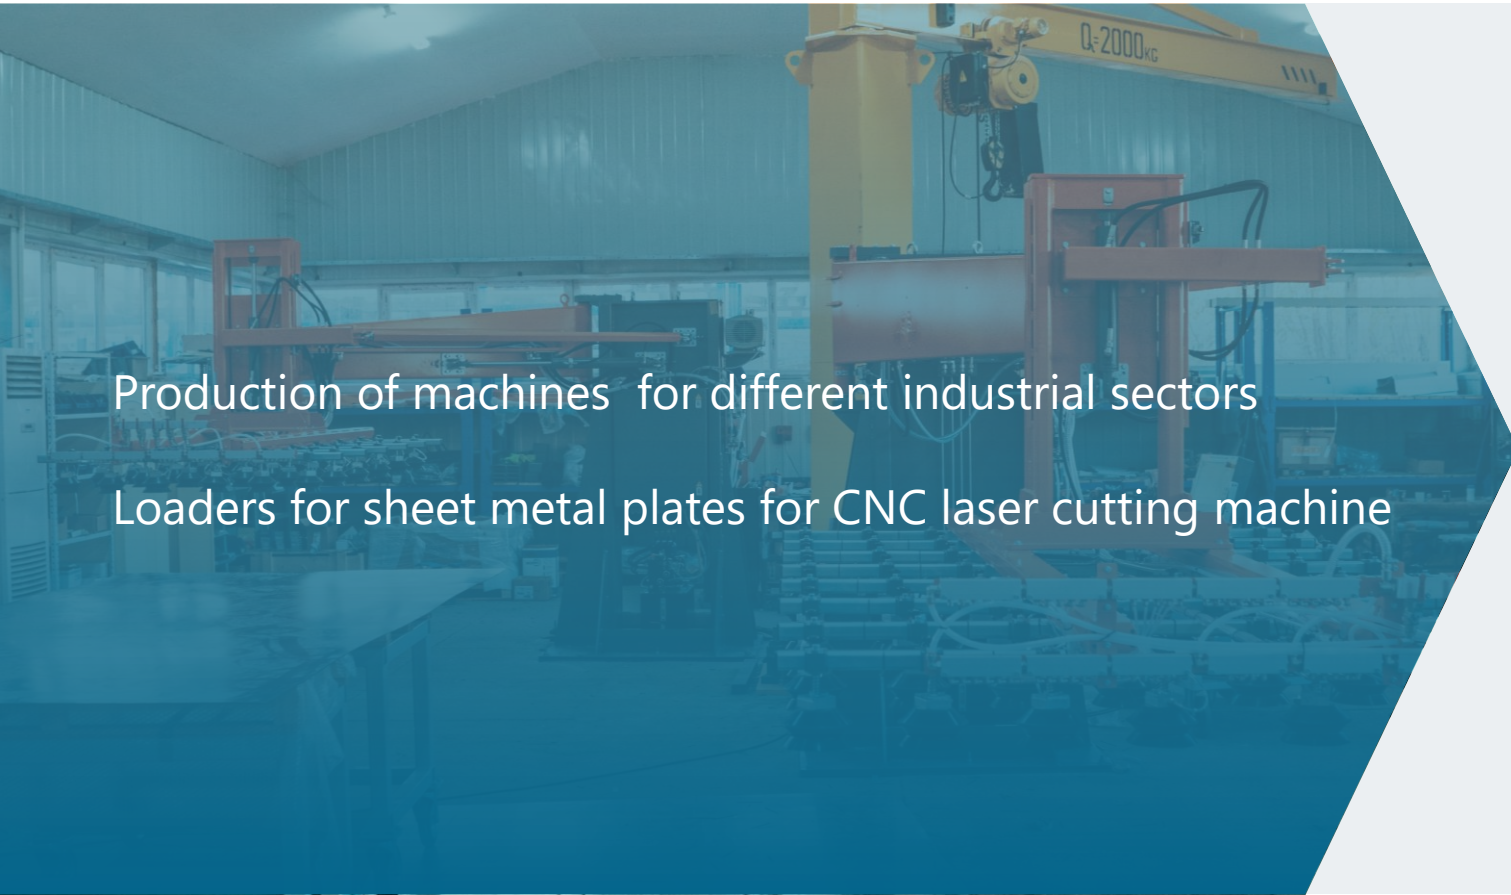 Q=2000KG
Production of machines  for different industrial sectors
Loaders for sheet metal plates for CNC laser cutting machine